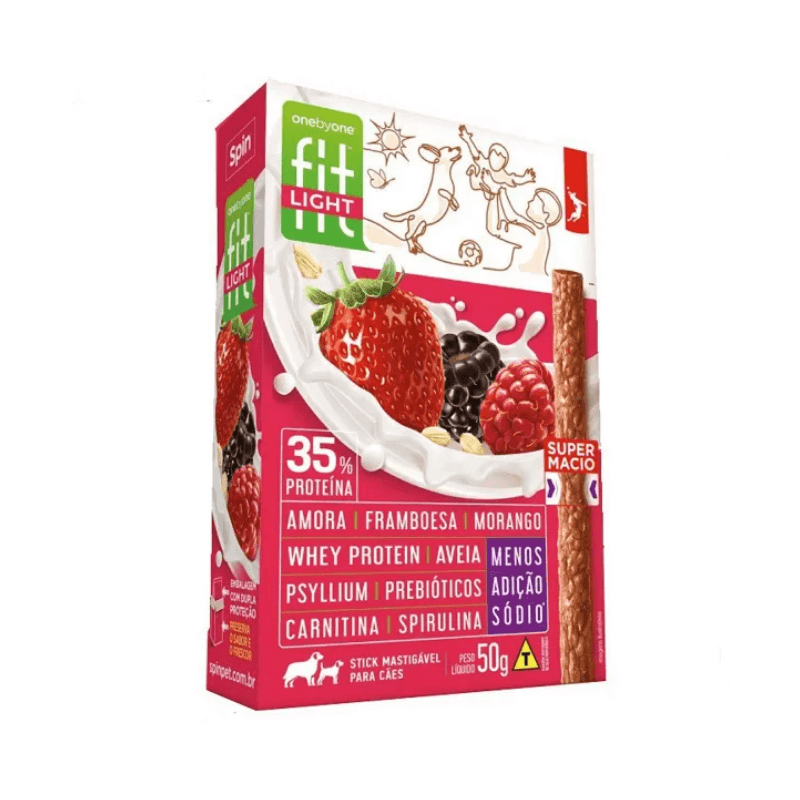 onebyone
fit
LIGHT
Spin
onebyone
fit
LIGHT
35%
PROTEÍNA
SUPER
MACIO
AMORA | FRAMBOESA | MORANGO
WHEY PROTEIN | AVEIA
PSYLLIUM | PREBIÓTICOS
CARNITINA | SPIRULINA
MENOS
ADIÇÃO
SÓDIO*
EMBALAGEM
COM DUPLA
PROTEÇÃO
PRESERVA
O SABOR E
O FRESCOR
spinpet.com.br
STICK MASTIGÁVEL
PARA CÃES
PESO
LÍQUIDO
50g
T